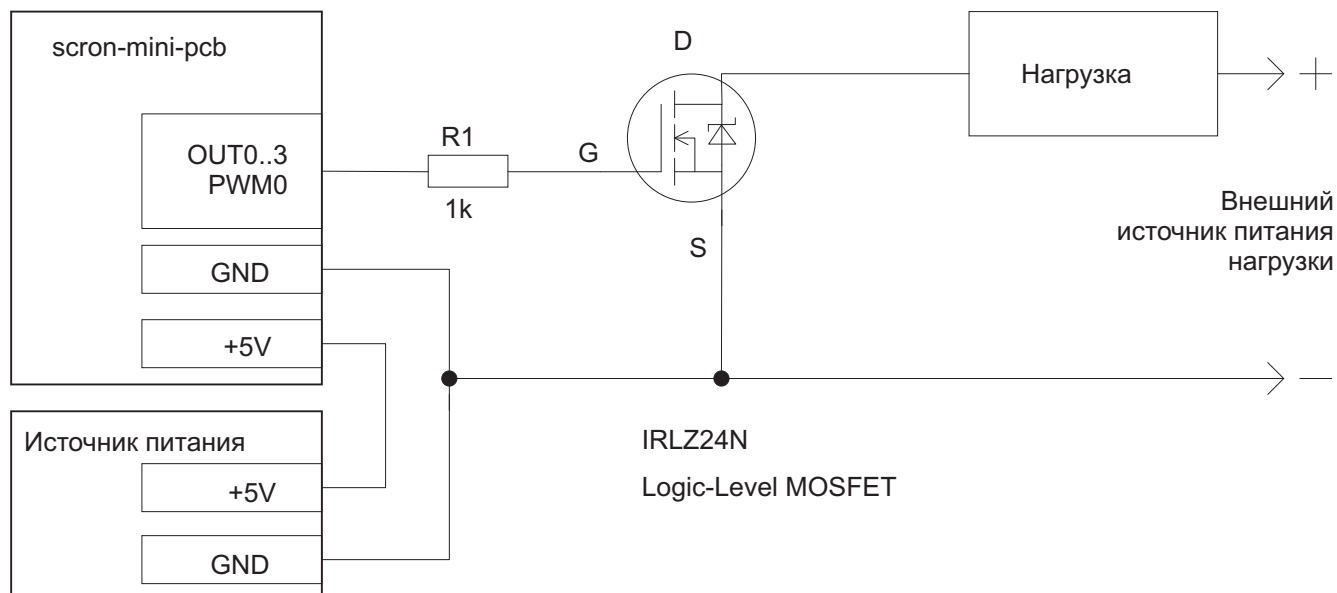 scron-mini-pcb
OUT0..3
PWM0
GND
+5V
Источник питания
+5V
GND
R1
1k
G
D
S
Нагрузка
+
Внешний
источник питания
нагрузки
—
IRLZ24N
Logic-Level MOSFET